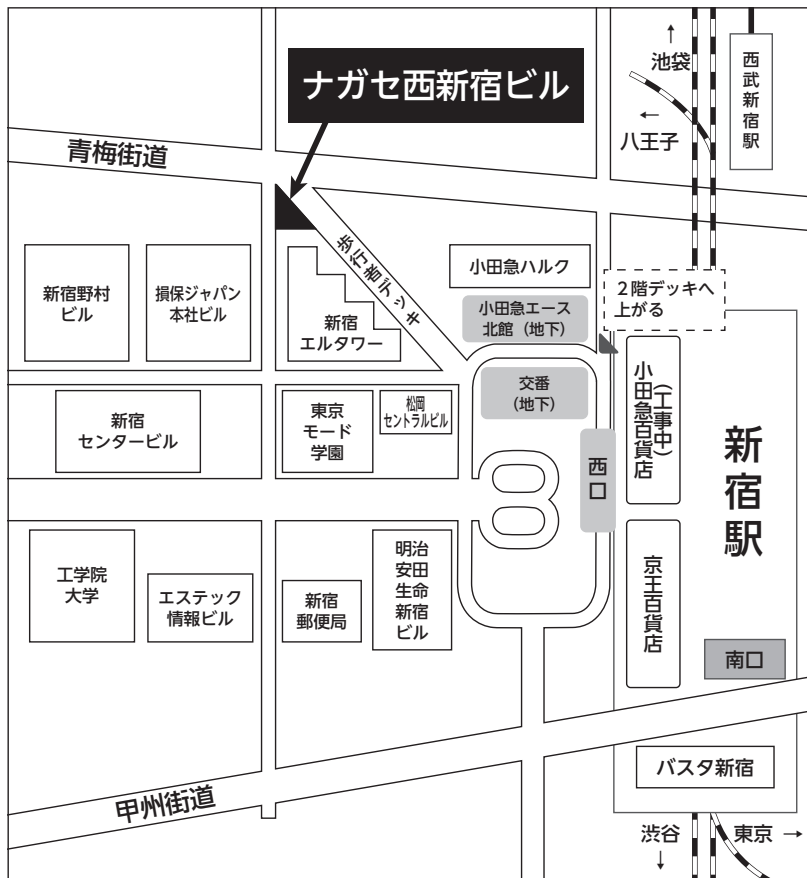 ↑
池袋
←
八王子
西武新宿駅
ナガセ西新宿ビル
青梅街道
歩行者デッキ
新宿野村
ビル
損保ジャパン
本社ビル
新宿
エルタワー
小田急ハルク
小田急エース
北館（地下）
2階デッキへ
上がる
交番
（地下）
新宿
センタービル
東京
モード
学園
松岡
セントラルビル
西口
小田急百貨店
（工事中）
新宿駅
工学院
大学
エステック
情報ビル
新宿
郵便局
明治
安田
生命
新宿
ビル
京王百貨店
南口
甲州街道
バスタ新宿
渋谷
↓
東京 →